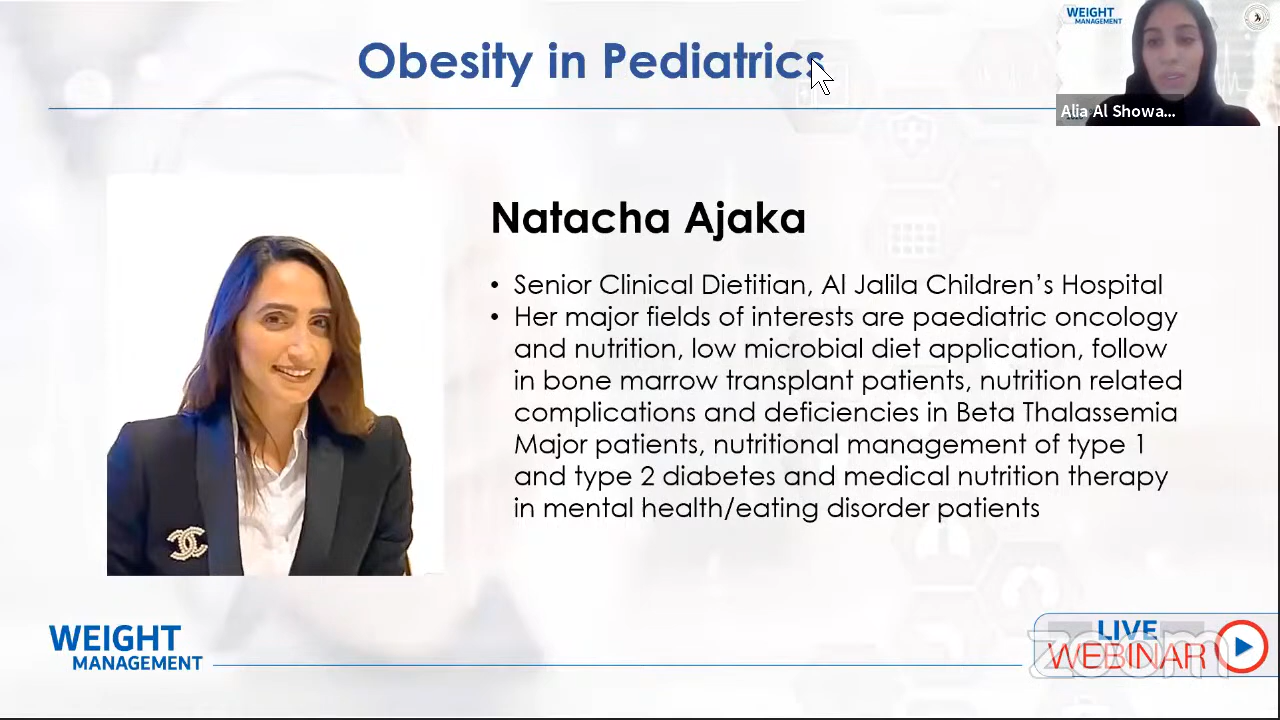 Obesity in Pediatrics
WEIGHT
MANAGEMENT
Alia Al Showa...
Natacha Ajaka
• Senior Clinical Dietitian, Al Jalila Children’s Hospital
• Her major fields of interests are paediatric oncology
and nutrition, low microbial diet application, follow
in bone marrow transplant patients, nutrition related
complications and deficiencies in Beta Thalassemia
Major patients, nutritional management of type 1
and type 2 diabetes and medical nutrition therapy
in mental health/eating disorder patients
WEIGHT
MANAGEMENT
LIVE
WEBINAR
zoom